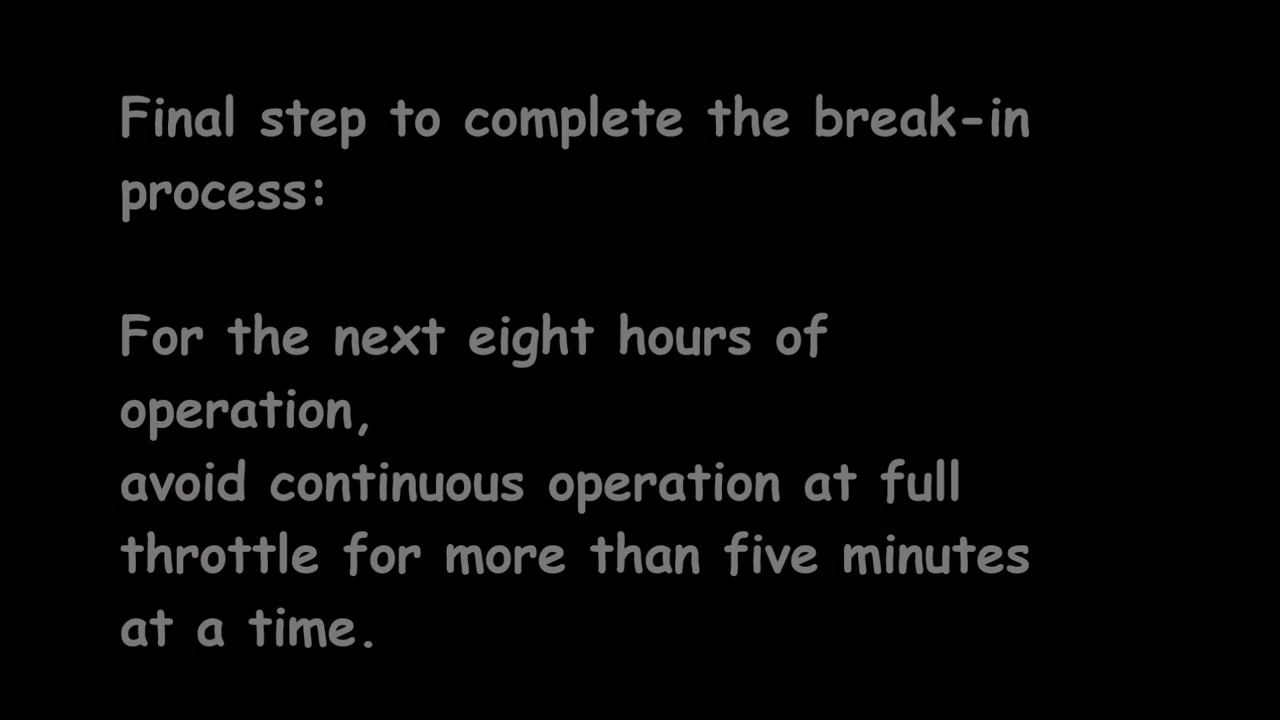 Final step to complete the break-in
process:
For the next eight hours of
operation,
avoid continuous operation at full
throttle for more than five minutes
at a time.